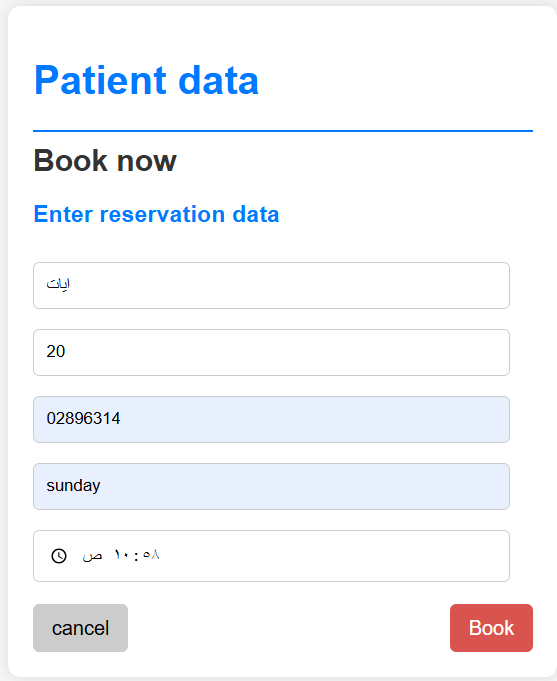 Patient data
Book now
Enter reservation data
ايات
20
02896314
sunday
١٠:٥٨ ص
cancel
Book